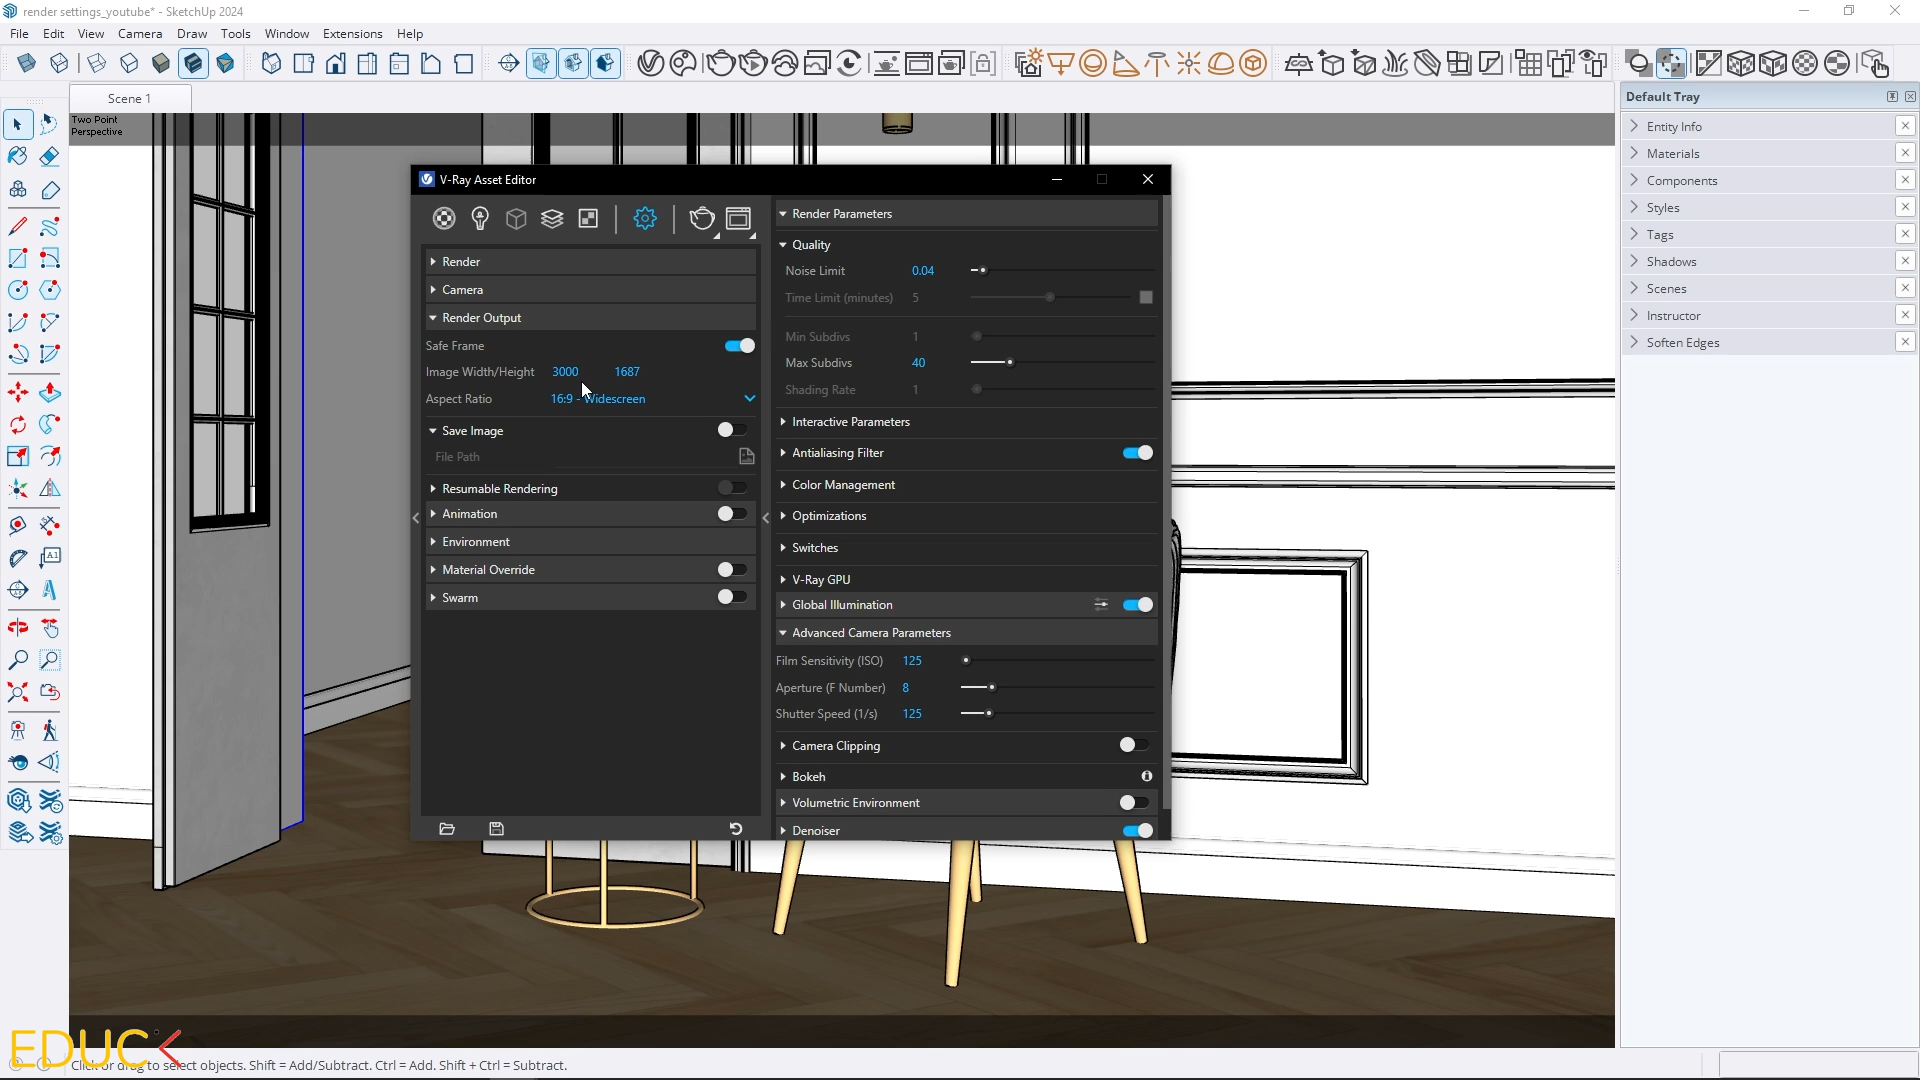 render settings_youtube* - SketchUp 2024
File Edit View Camera Draw Tools Window Extensions Help
Scene 1
Two Point
Perspective
A1
V-Ray Asset Editor
Render
Camera
Render Output
Safe Frame
Image Width/Height 3000 1687
Aspect Ratio 16:9 - Widescreen
Save Image
File Path
Resumable Rendering
Animation
Environment
Material Override
Swarm
Render Parameters
Quality
Noise Limit 0.04
Time Limit (minutes) 5
Min Subdivs 1
Max Subdivs 40
Shading Rate 1
Interactive Parameters
Antialiasing Filter
Color Management
Optimizations
Switches
V-Ray GPU
Global Illumination
Advanced Camera Parameters
Film Sensitivity (ISO) 125
Aperture (F Number) 8
Shutter Speed (1/s) 125
Camera Clipping
Bokeh
Volumetric Environment
Denoiser
Default Tray
Entity Info
Materials
Components
Styles
Tags
Shadows
Scenes
Instructor
Soften Edges
EDUC
Click or drag to select objects. Shift = Add/Subtract. Ctrl = Add. Shift + Ctrl = Subtract.